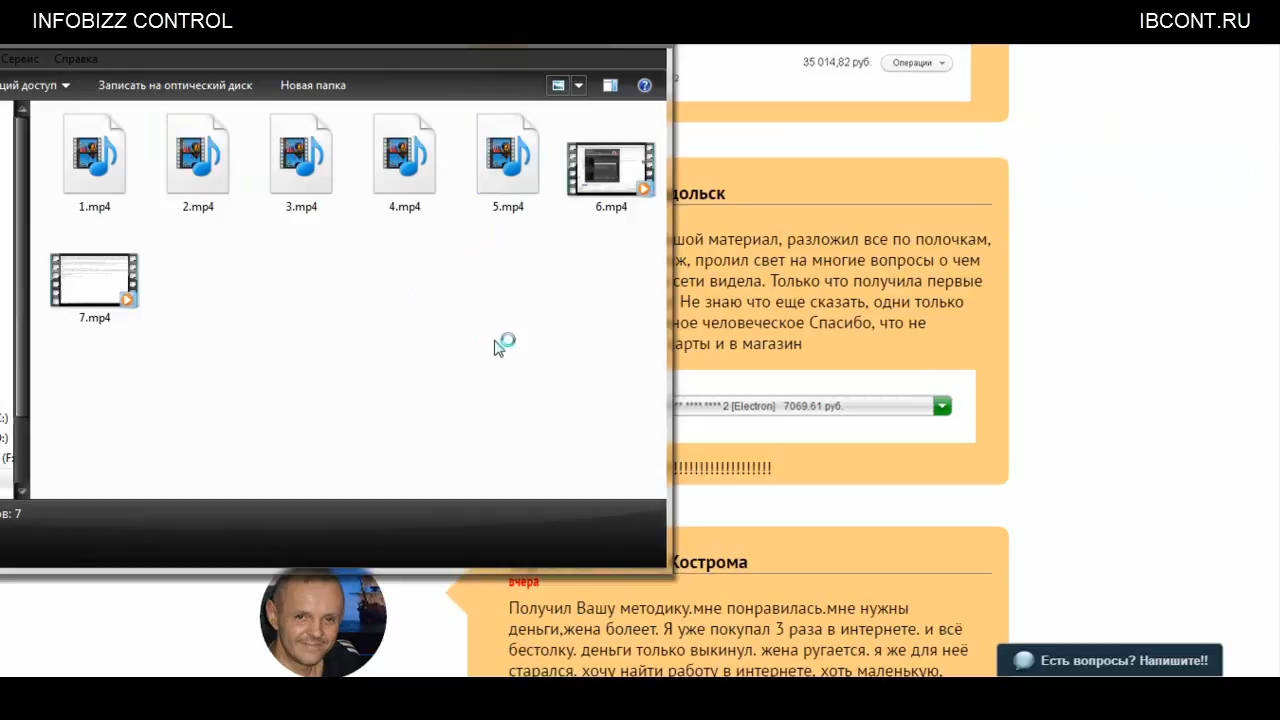 INFOBIZZ CONTROL
IBCONT.RU
Сервис Справка
ций доступ Записать на оптический диск Новая папка
35 014,82 руб. Операции
2
1.mp4 2.mp4 3.mp4 4.mp4 5.mp4 6.mp4
7.mp4
C:)
D:)
(F:
ов: 7
дольск
шой материал, разложил все по полочкам,
ж, пролил свет на многие вопросы о чем
сети видела. Только что получила первые
Не знаю что еще сказать, одни только
ное человеческое Спасибо, что не
карты и в магазин
** **** **** 2 [Electron] 7069.61 руб.
!!!!!!!!!!!!!!!!!!!
Кострома
вчера
Получил Вашу методику.мне понравилась.мне нужны
деньги,жена болеет. Я уже покупал 3 раза в интернете. и всё
бестолку. деньги только выкинул. жена ругается. я же для неё
старался. хочу найти работу в интернете, хоть маленькую,
Есть вопросы? Напишите!!